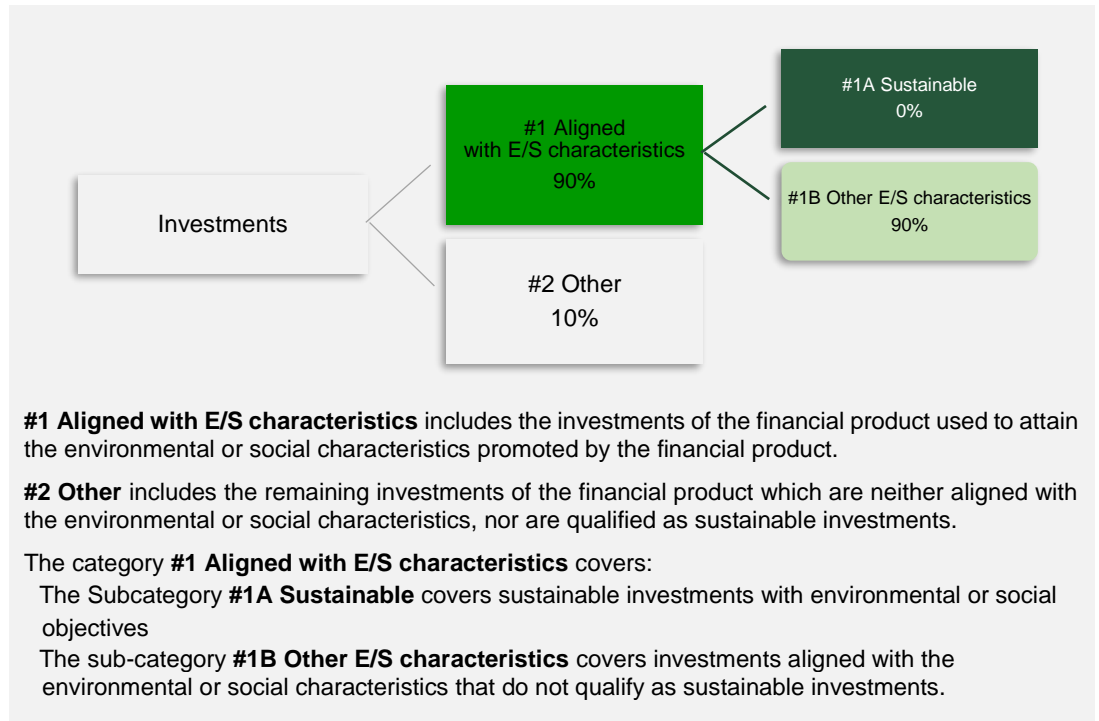 #1A Sustainable
0%
#1 Aligned
with E/S characteristics
90%
#1B Other E/S characteristics
90%
Investments
#2 Other
10%
#1 Aligned with E/S characteristics includes the investments of the financial product used to attain
the environmental or social characteristics promoted by the financial product.
#2 Other includes the remaining investments of the financial product which are neither aligned with
the environmental or social characteristics, nor are qualified as sustainable investments.
The category #1 Aligned with E/S characteristics covers:
The Subcategory #1A Sustainable covers sustainable investments with environmental or social
objectives
The sub-category #1B Other E/S characteristics covers investments aligned with the
environmental or social characteristics that do not qualify as sustainable investments.